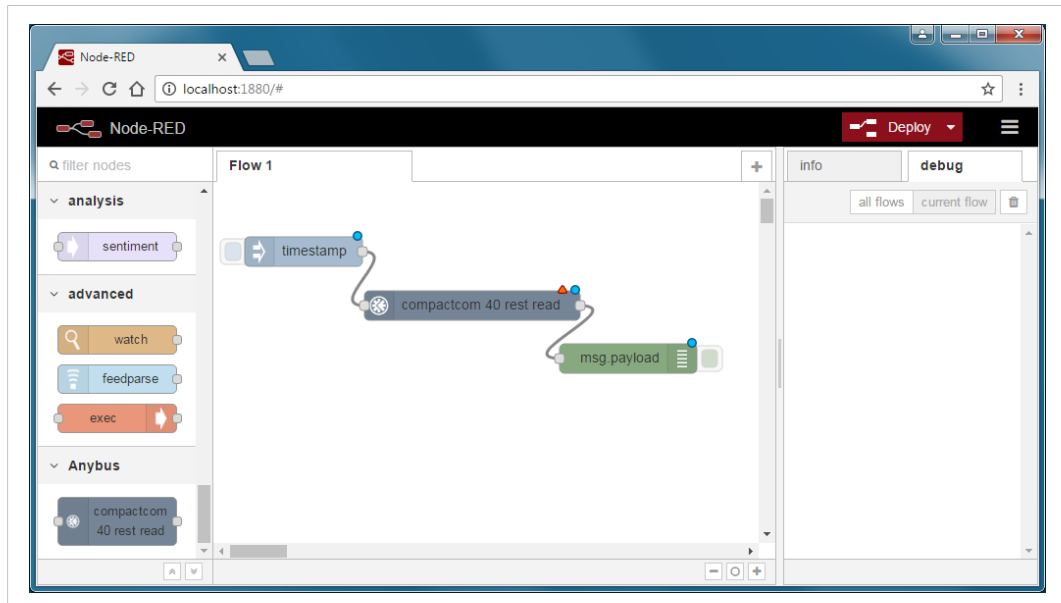 Node-RED
localhost:1880/#
Node-RED
Deploy
filter nodes
Flow 1
info
debug
all flows
current flow
analysis
sentiment
advanced
watch
feedparse
exec
Anybus
compactcom
40 rest read
timestamp
compactcom 40 rest read
msg.payload